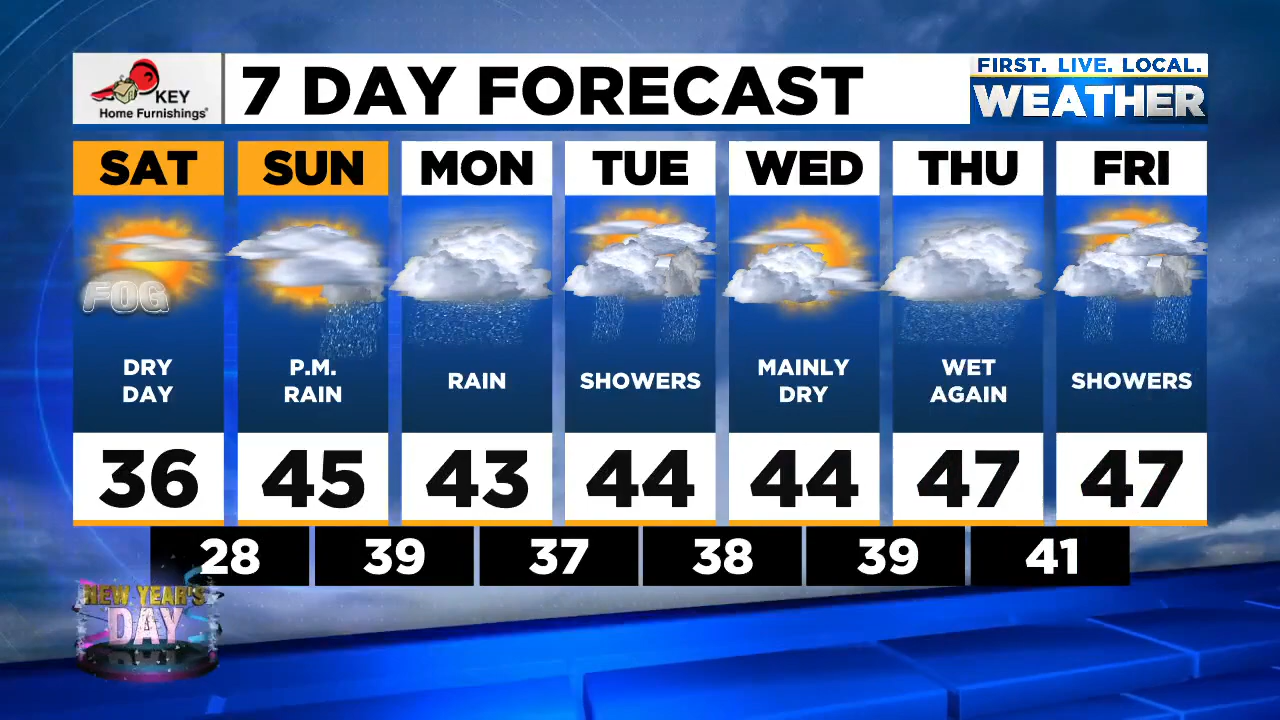 KEY
Home Furnishings®
7 DAY FORECAST
FIRST. LIVE. LOCAL.
WEATHER
SAT SUN MON TUE WED THU FRI
FOG
DRY
DAY
P.M.
RAIN
RAIN
SHOWERS
MAINLY
DRY
WET
AGAIN
SHOWERS
36 45 43 44 44 47 47
28 39 37 38 39 41
NEW YEAR'S
DAY